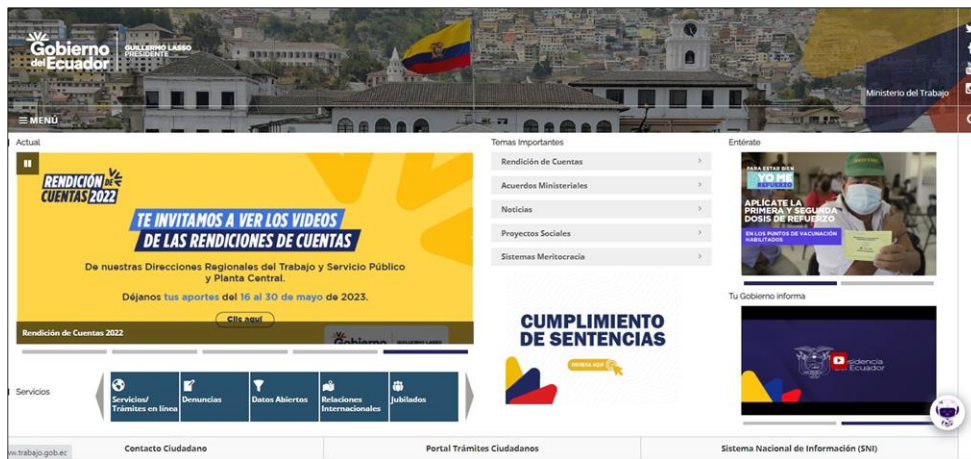 Gobierno
del Ecuador
GUILLERMO LASSO
PRESIDENTE
Ministerio del Trabajo
MENÚ
Actual
RENDICIÓN DE
CUENTAS 2022
TE INVITAMOS A VER LOS VIDEOS
DE LAS RENDICIONES DE CUENTAS
De nuestras Direcciones Regionales del Trabajo y Servicio Público
y Planta Central.
Déjanos tus aportes del 16 al 30 de mayo de 2023.
Clic aquí
Rendición de Cuentas 2022
Gobierno
GUILLERMO LASSO
Temas Importantes
Rendición de Cuentas
Acuerdos Ministeriales
Noticias
Proyectos Sociales
Sistemas Meritocracia
CUMPLIMIENTO
DE SENTENCIAS
INGRESA AQUÍ
Entérate
PARA ESTAR BIEN
YO ME
REFUERZO
APLÍCATE LA
PRIMERA Y SEGUNDA
DOSIS DE REFUERZO
EN LOS PUNTOS DE VACUNACIÓN
HABILITADOS
Tu Gobierno informa
sidencia
Ecuador
Servicios
Servicios/
Trámites en línea
Denuncias
Datos Abiertos
Relaciones
Internacionales
Jubilados
Contacto Ciudadano
Portal Trámites Ciudadanos
Sistema Nacional de Información (SNI)
w.trabajo.gob.ec